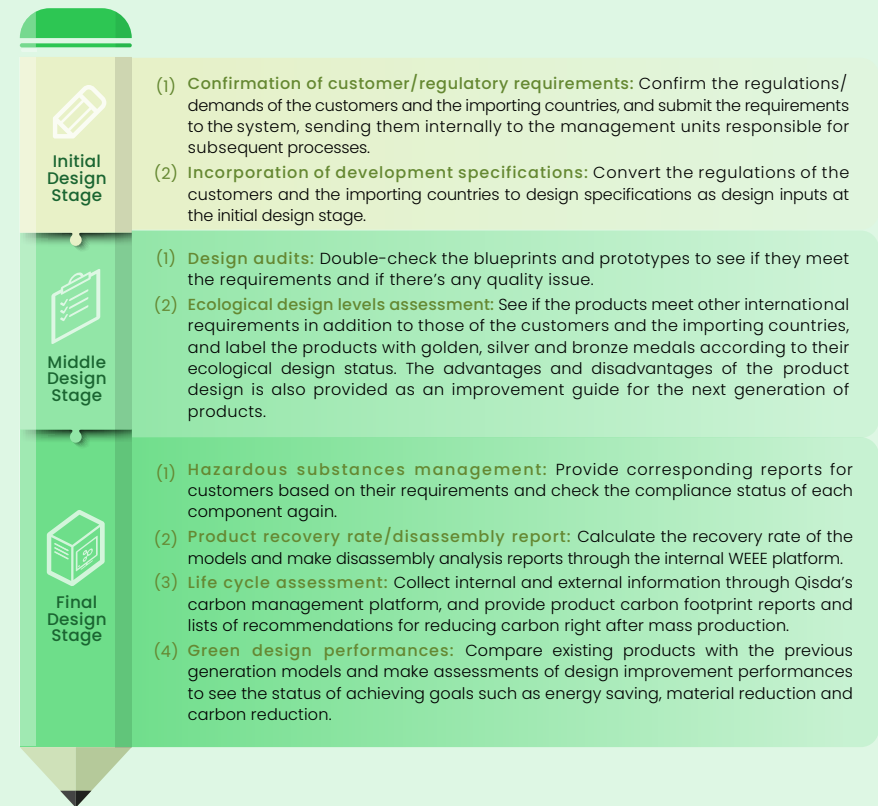 Initial
Design
Stage
(1) Confirmation of customer/regulatory requirements: Confirm the regulations/
demands of the customers and the importing countries, and submit the requirements
to the system, sending them internally to the management units responsible for
subsequent processes.
(2) Incorporation of development specifications: Convert the regulations of the
customers and the importing countries to design specifications as design inputs at
the initial design stage.
Middle
Design
Stage
(1) Design audits: Double-check the blueprints and prototypes to see if they meet
the requirements and if there's any quality issue.
(2) Ecological design levels assessment: See if the products meet other international
requirements in addition to those of the customers and the importing countries,
and label the products with golden, silver and bronze medals according to their
ecological design status. The advantages and disadvantages of the product
design is also provided as an improvement guide for the next generation of
products.
Final
Design
Stage
(1) Hazardous substances management: Provide corresponding reports for
customers based on their requirements and check the compliance status of each
component again.
(2) Product recovery rate/disassembly report: Calculate the recovery rate of the
models and make disassembly analysis reports through the internal WEEE platform.
(3) Life cycle assessment: Collect internal and external information through Qisda's
carbon management platform, and provide product carbon footprint reports and
lists of recommendations for reducing carbon right after mass production.
(4) Green design performances: Compare existing products with the previous
generation models and make assessments of design improvement performances
to see the status of achieving goals such as energy saving, material reduction and
carbon reduction.